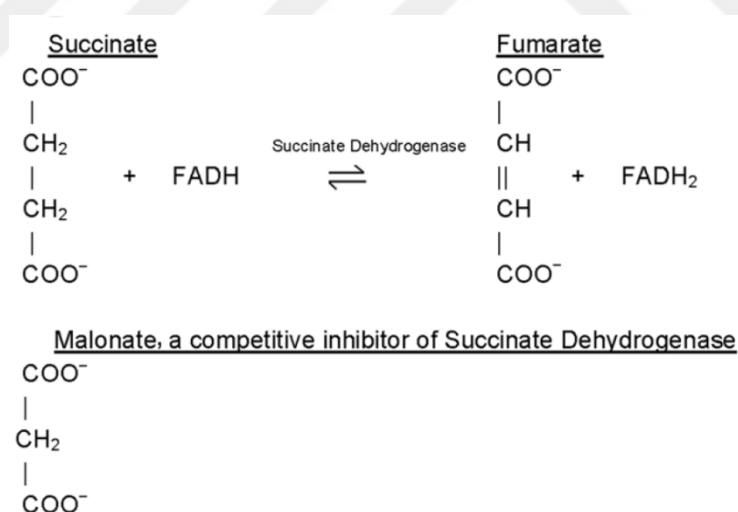 Succinate Fumarate
COO⁻ COO⁻
| |
CH₂ Succinate Dehydrogenase CH
| + FADH ⇌ || + FADH₂
CH₂ CH
| |
COO⁻ COO⁻
Malonate, a competitive inhibitor of Succinate Dehydrogenase
COO⁻
|
CH₂
|
COO⁻